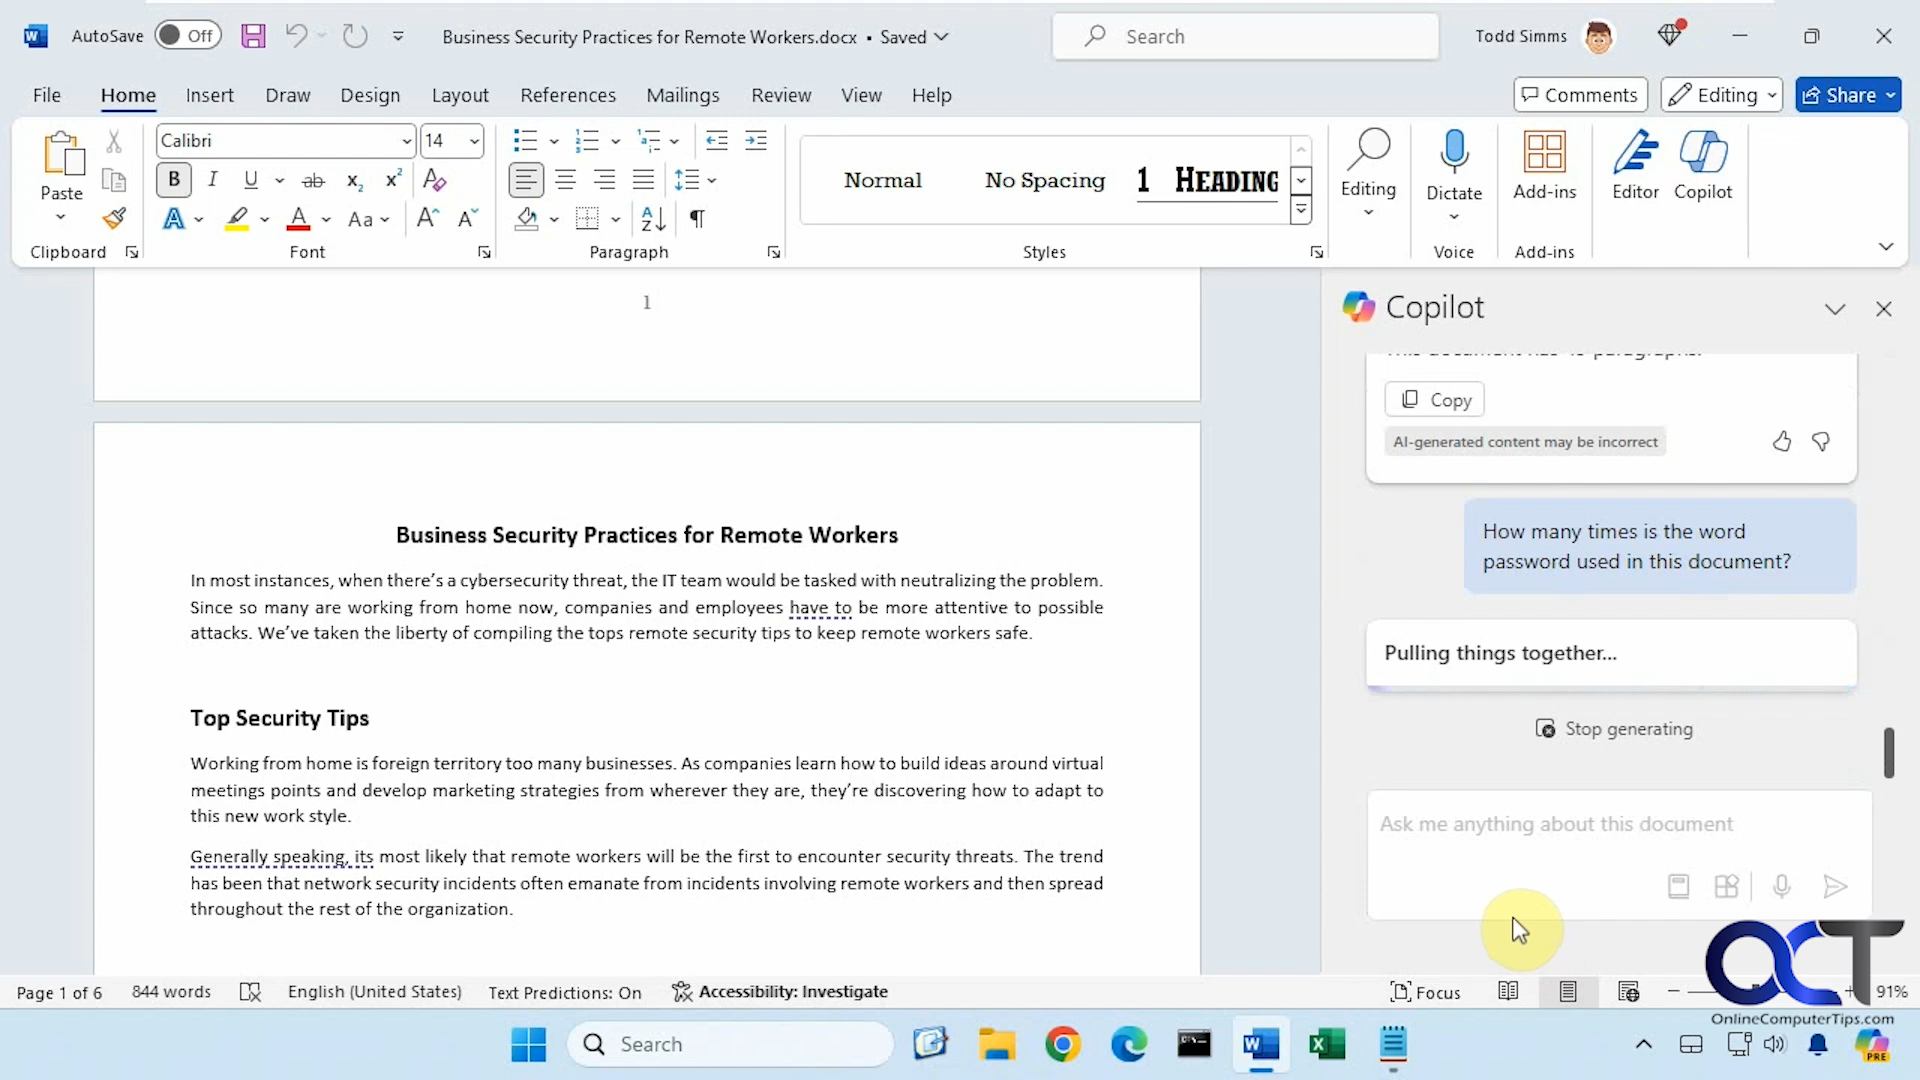 AutoSave Off Business Security Practices for Remote Workers.docx • Saved Search Todd Simms
File Home Insert Draw Design Layout References Mailings Review View Help Comments Editing Share
Calibri 14
Paste
B I U ab x₂ x²
A A Aa A A
Normal No Spacing 1 HEADING
Editing Dictate Add-ins Editor Copilot
Clipboard Font Paragraph Styles Voice Add-ins
1
Business Security Practices for Remote Workers
In most instances, when there's a cybersecurity threat, the IT team would be tasked with neutralizing the problem.
Since so many are working from home now, companies and employees have to be more attentive to possible
attacks. We've taken the liberty of compiling the tops remote security tips to keep remote workers safe.
Top Security Tips
Working from home is foreign territory too many businesses. As companies learn how to build ideas around virtual
meetings points and develop marketing strategies from wherever they are, they're discovering how to adapt to
this new work style.
Generally speaking, its most likely that remote workers will be the first to encounter security threats. The trend
has been that network security incidents often emanate from incidents involving remote workers and then spread
throughout the rest of the organization.
Copilot
Copy
AI-generated content may be incorrect
How many times is the word
password used in this document?
Pulling things together...
Stop generating
Ask me anything about this document
OCT
OnlineComputerTips.com
Page 1 of 6 844 words English (United States) Text Predictions: On Accessibility: Investigate Focus 91%
Search
PRE